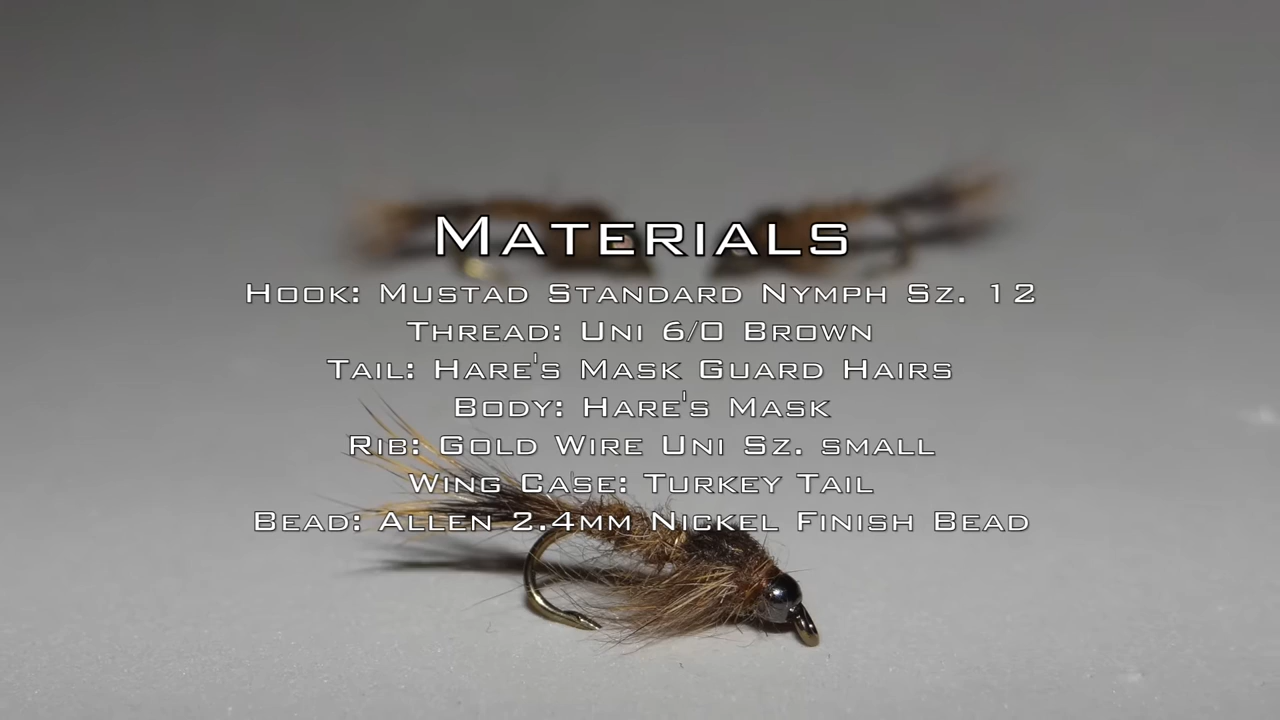 Materials
Hook: Mustad Standard Nymph Sz. 12
Thread: Uni 6/0 Brown
Tail: Hare's Mask Guard Hairs
Body: Hare's Mask
Rib: Gold Wire Uni Sz. small
Wing Case: Turkey Tail
Bead: Allen 2.4mm Nickel Finish Bead